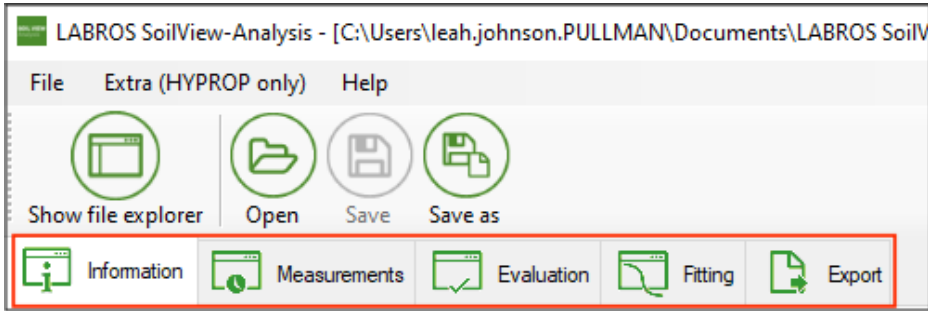 LABROS SoilView-Analysis - [C:\Users\leah.johnson.PULLMAN\Documents\LABROS SoilV
File Extra (HYPROP only) Help
Show file explorer Open Save Save as
Information Measurements Evaluation Fitting Export